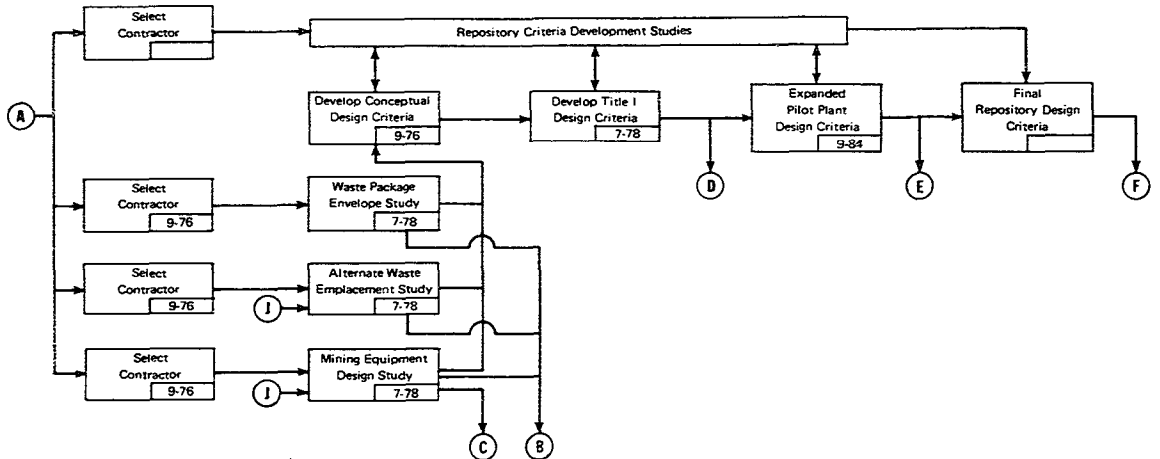 Select
Contractor
Repository Criteria Development Studies
A
Develop Conceptual
Design Criteria
9-76
Develop Title I
Design Criteria
7-78
Expanded
Pilot Plant
Design Criteria
9-84
Final
Repository Design
Criteria
D
E
F
Select
Contractor
9-76
Waste Package
Envelope Study
7-78
Select
Contractor
9-76
J
Alternate Waste
Emplacement Study
7-78
Select
Contractor
9-76
J
Mining Equipment
Design Study
7-78
C
B